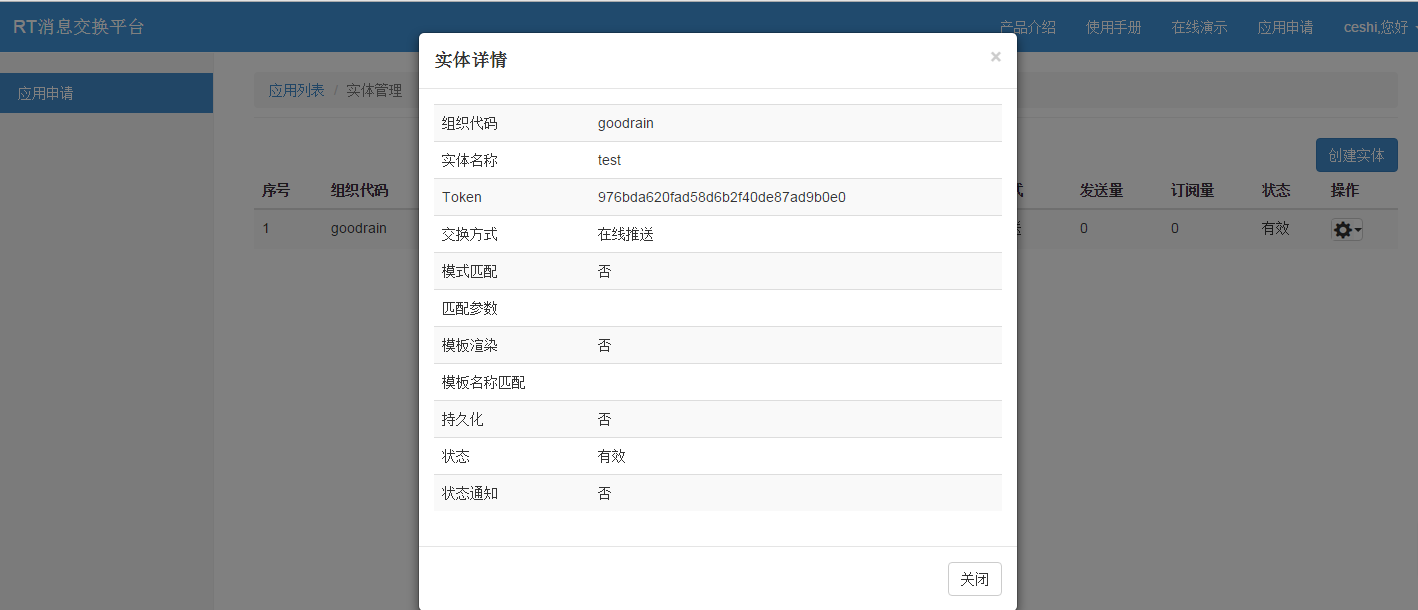 RT消息交换平台
产品介绍 使用手册 在线演示 应用申请 ceshi,您好
应用申请
应用列表 / 实体管理
创建实体
序号 组织代码 发送量 订阅量 状态 操作
1 goodrain 0 0 有效
实体详情 ×
组织代码 goodrain
实体名称 test
Token 976bda620fad58d6b2f40de87ad9b0e0
交换方式 在线推送
模式匹配 否
匹配参数
模板渲染 否
模板名称匹配
持久化 否
状态 有效
状态通知 否
关闭